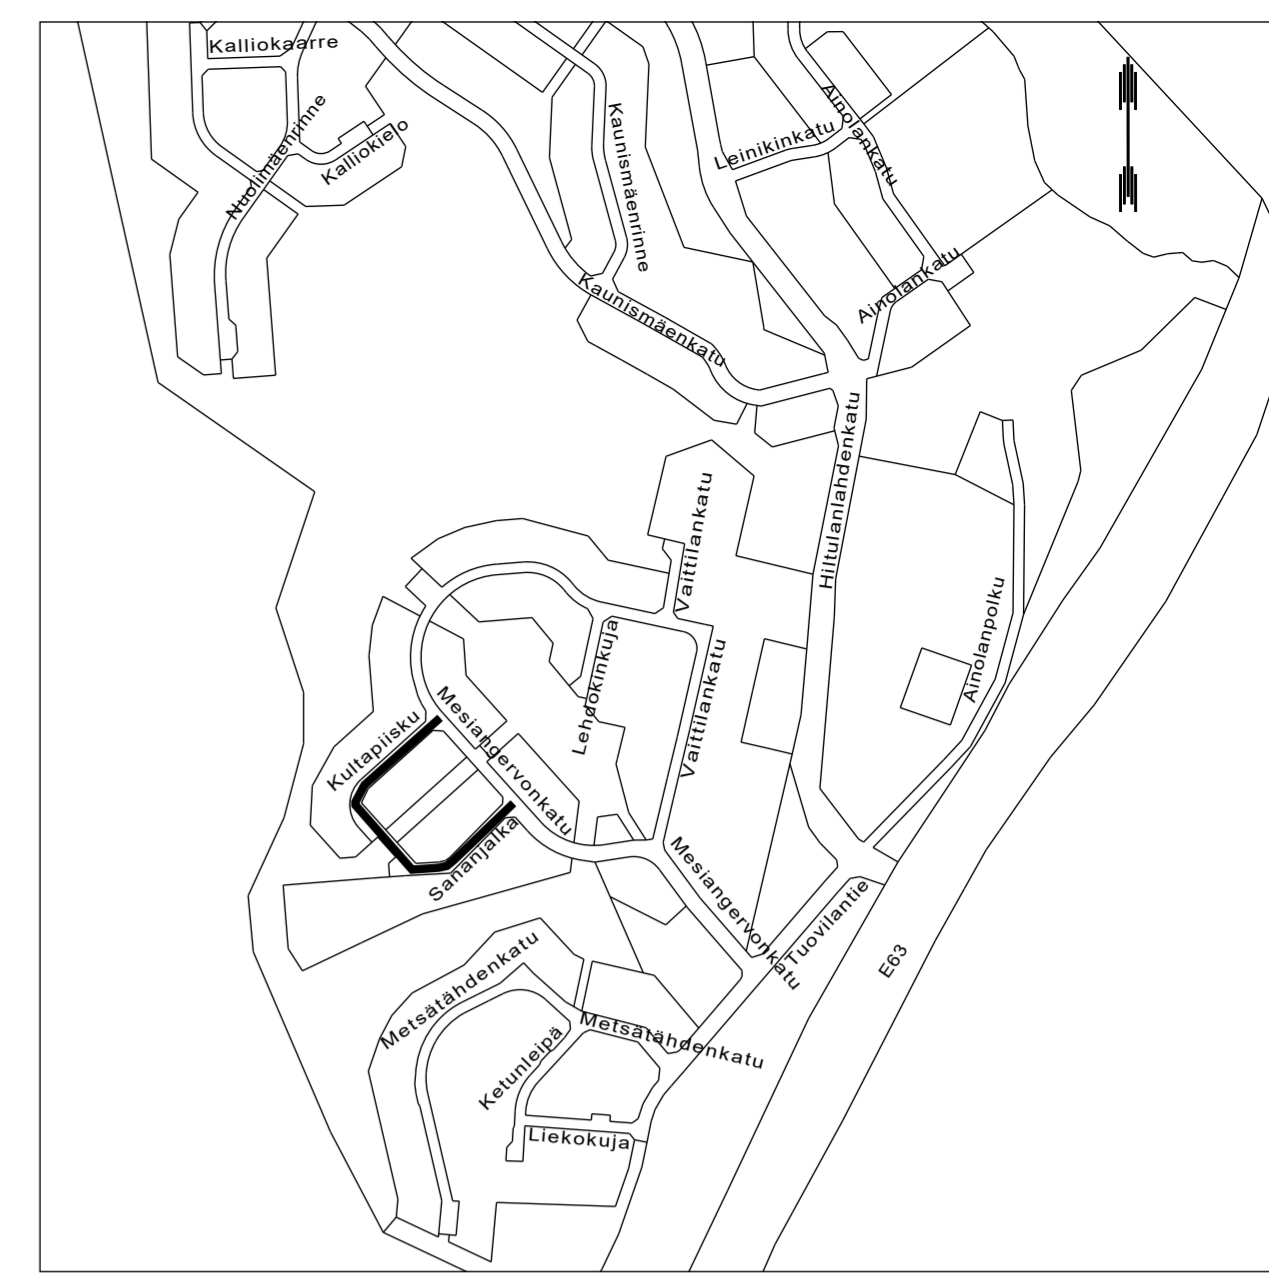 Kalliokaarre
Nuolimäenrinne
Kalliokielo
Kaunismäenrinne
Leinikinkatu
Ainolankatu
Ainolankatu
Kaunismäenkatu
Hiltulanlahdenkatu
Vaittilankatu
Ainolanpolku
Lehdokinkuja
Vaittilankatu
Kultapiisku
Mesiangervonkatu
Sananjalka
Mesiangervonkatu
Tuovilantie
E63
Metsätähdenkatu
Metsätähdenkatu
Ketunleipä
Liekokuja